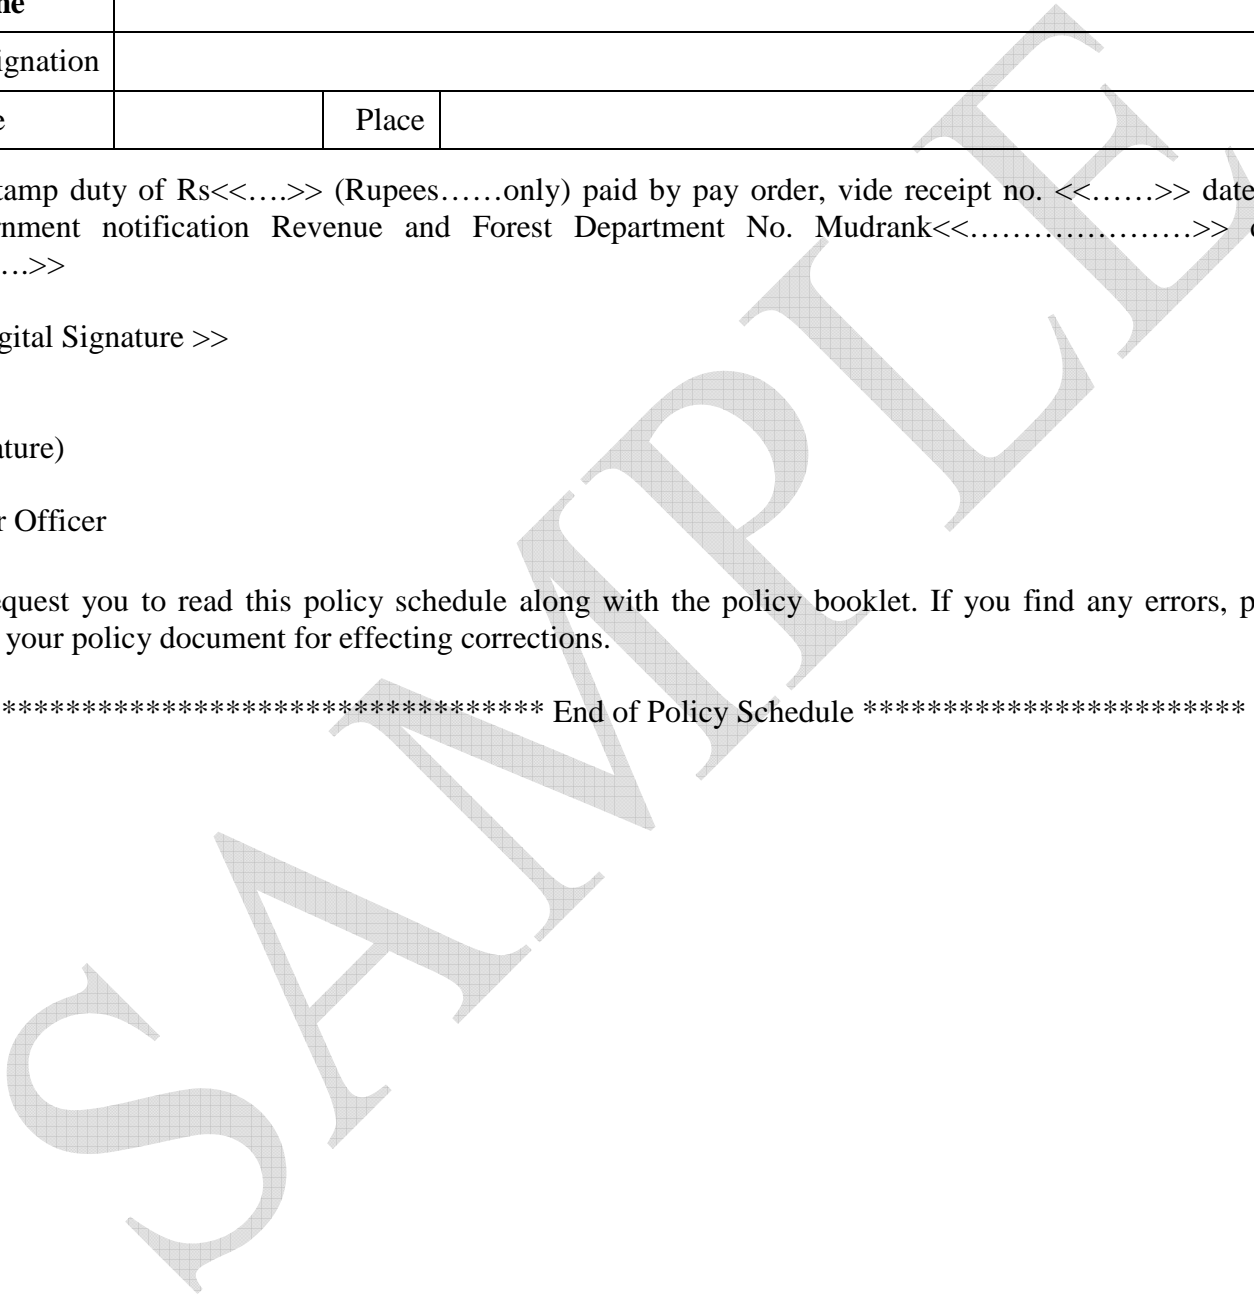 ne
ignation
e Place
tamp duty of Rs<<….>> (Rupees……only) paid by pay order, vide receipt no. <<……>> date
rnment notification Revenue and Forest Department No. Mudrank<<…………………>>
….>>
gital Signature >>
ature)
r Officer
equest you to read this policy schedule along with the policy booklet. If you find any errors, p
your policy document for effecting corrections.
********************************** End of Policy Schedule ************************
SAMPLE